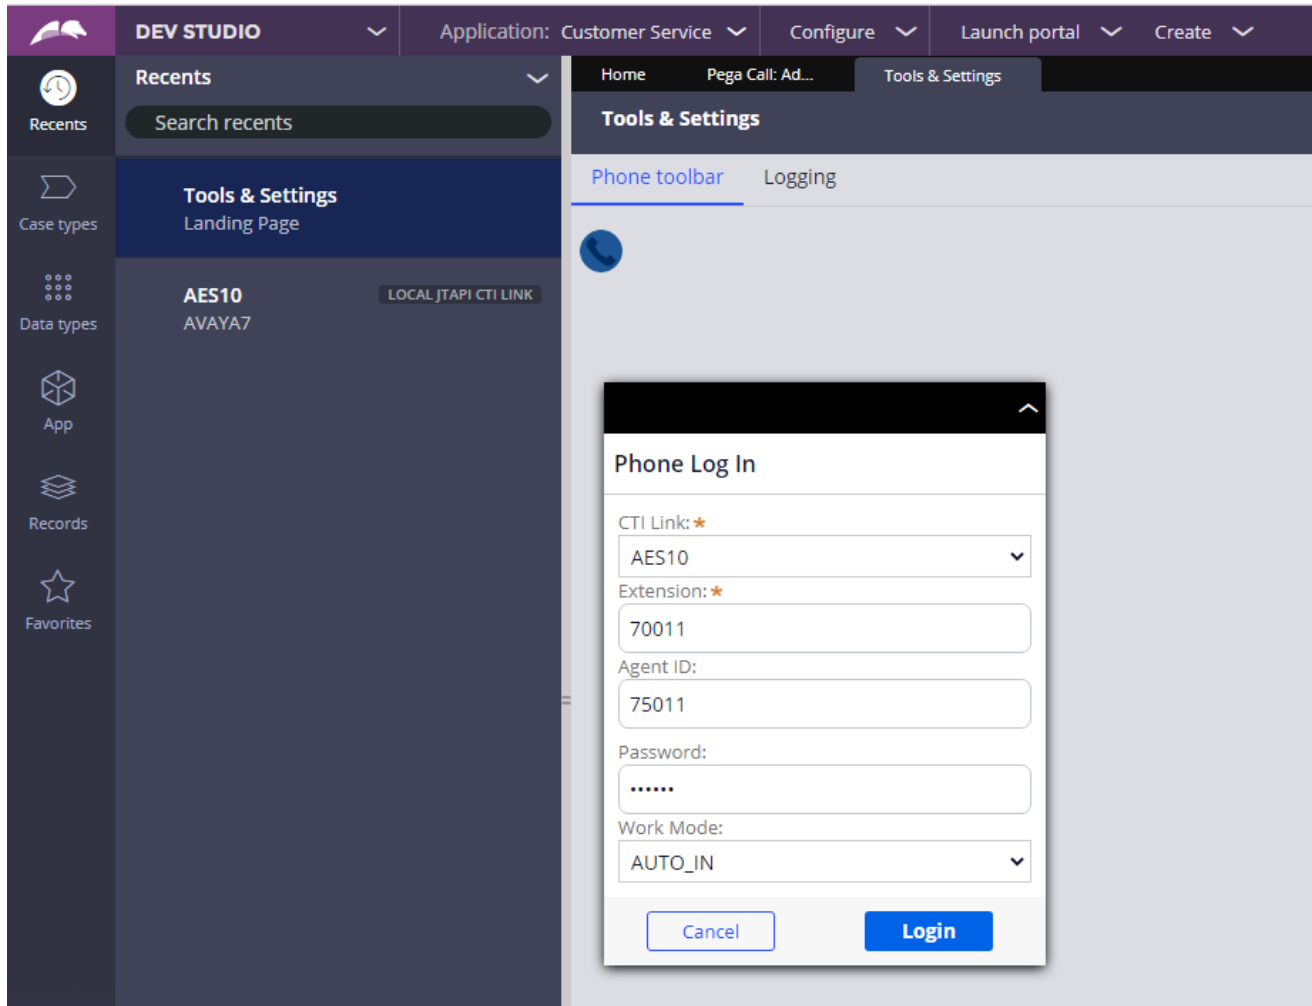 DEV STUDIO
Application: Customer Service
Configure
Launch portal
Create
Recents
Case types
Data types
App
Records
Favorites
Recents
Search recents
Tools & Settings
Landing Page
AES10
LOCAL JTAPI CTI LINK
AVAYA7
Home
Pega Call: Ad...
Tools & Settings
Tools & Settings
Phone toolbar
Logging
Phone Log In
CTI Link: *
AES10
Extension: *
70011
Agent ID:
75011
Password:
••••••
Work Mode:
AUTO_IN
Cancel
Login